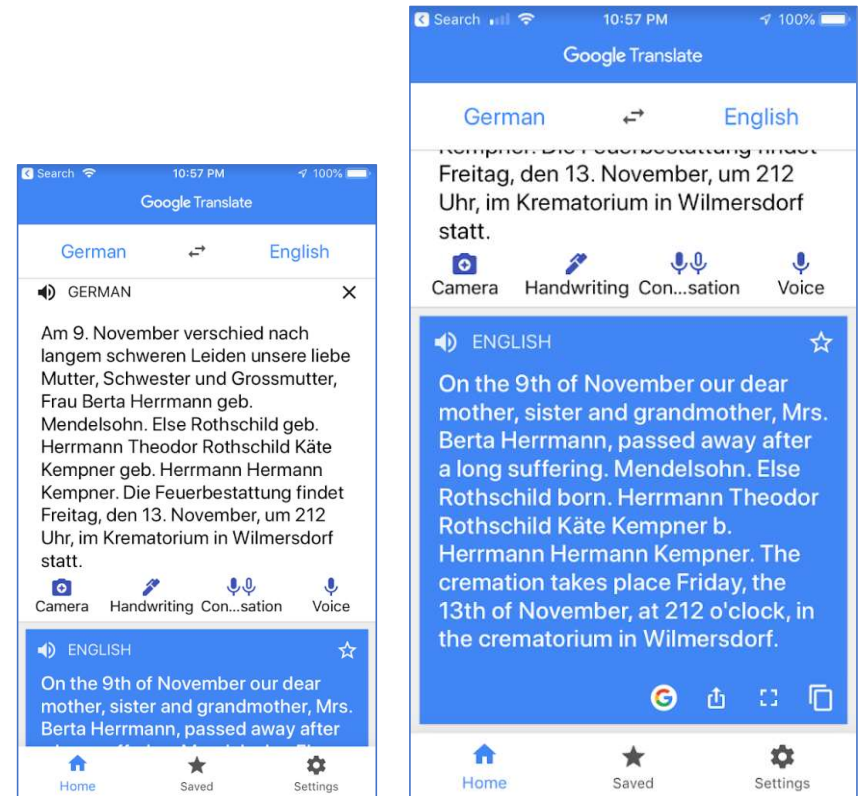 Search
10:57 PM
100%
Google Translate
German
English
GERMAN
Am 9. November verschied nach
langem schweren Leiden unsere liebe
Mutter, Schwester und Grossmutter,
Frau Berta Herrmann geb.
Mendelsohn. Else Rothschild geb.
Herrmann Theodor Rothschild Käte
Kempner geb. Herrmann Hermann
Kempner. Die Feuerbestattung findet
Freitag, den 13. November, um 212
Uhr, im Krematorium in Wilmersdorf
statt.
Camera Handwriting Con...sation Voice
ENGLISH
On the 9th of November our dear
mother, sister and grandmother, Mrs.
Berta Herrmann, passed away after
Home Saved Settings
Search
10:57 PM
100%
Google Translate
German
English
Kempner. Die Feuerbestattung findet
Freitag, den 13. November, um 212
Uhr, im Krematorium in Wilmersdorf
statt.
Camera Handwriting Con...sation Voice
ENGLISH
On the 9th of November our dear
mother, sister and grandmother, Mrs.
Berta Herrmann, passed away after
a long suffering. Mendelsohn. Else
Rothschild born. Herrmann Theodor
Rothschild Käte Kempner b.
Herrmann Hermann Kempner. The
cremation takes place Friday, the
13th of November, at 212 o'clock, in
the crematorium in Wilmersdorf.
Home Saved Settings